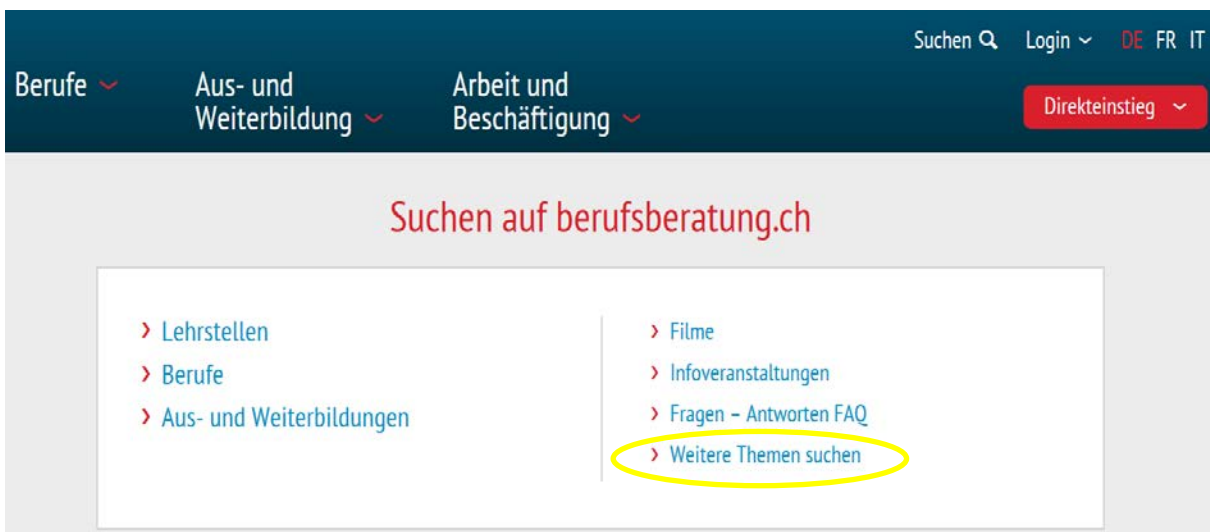 Suchen Login DE FR IT
Berufe
Aus- und
Weiterbildung
Arbeit und
Beschäftigung
Direkteinstieg
Suchen auf berufsberatung.ch
Lehrstellen
Berufe
Aus- und Weiterbildungen
Filme
Infoveranstaltungen
Fragen – Antworten FAQ
Weitere Themen suchen